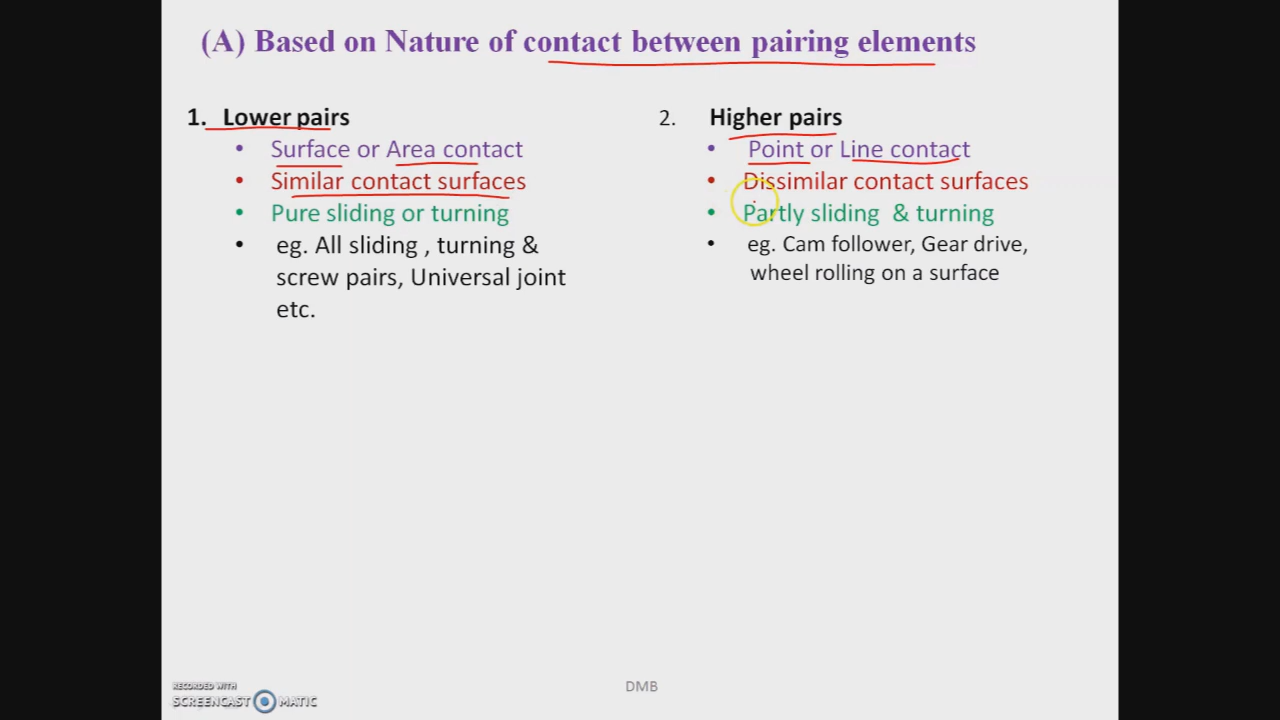 (A) Based on Nature of contact between pairing elements
1. Lower pairs
• Surface or Area contact
• Similar contact surfaces
• Pure sliding or turning
• eg. All sliding , turning &
screw pairs, Universal joint
etc.
2. Higher pairs
• Point or Line contact
• Dissimilar contact surfaces
• Partly sliding & turning
• eg. Cam follower, Gear drive,
wheel rolling on a surface
RECORDED WITH
SCREENCAST MATIC
DMB